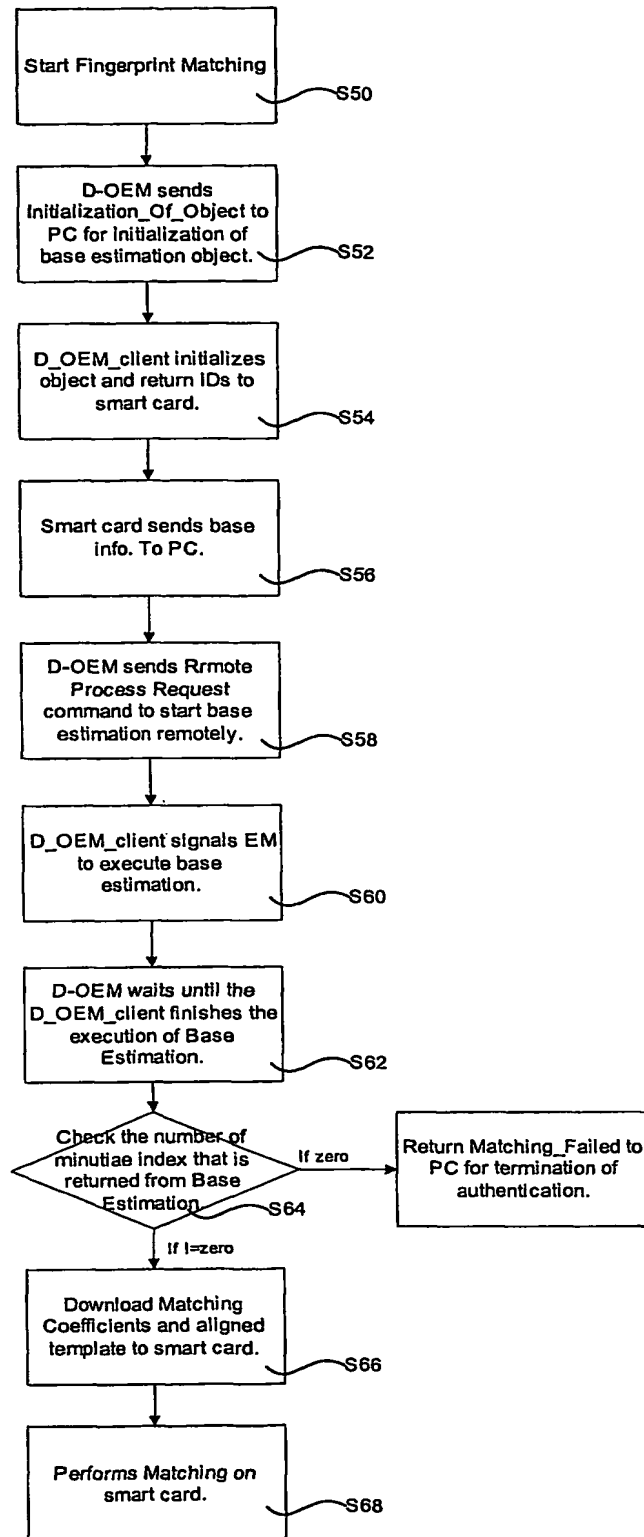 Start Fingerprint Matching
S50
D-OEM sends
Initialization_Of_Object to
PC for initialization of
base estimation object.
S52
D_OEM_client initializes
object and return IDs to
smart card.
S54
Smart card sends base
info. To PC.
S56
D-OEM sends Rrmote
Process Request
command to start base
estimation remotely.
S58
D_OEM_client signals EM
to execute base
estimation.
S60
D-OEM waits until the
D_OEM_client finishes the
execution of Base
Estimation.
S62
Check the number of
minutiae index that is
returned from Base
Estimation
S64
If zero
Return Matching_Failed to
PC for termination of
authentication.
If !=zero
Download Matching
Coefficients and aligned
template to smart card.
S66
Performs Matching on
smart card.
S68